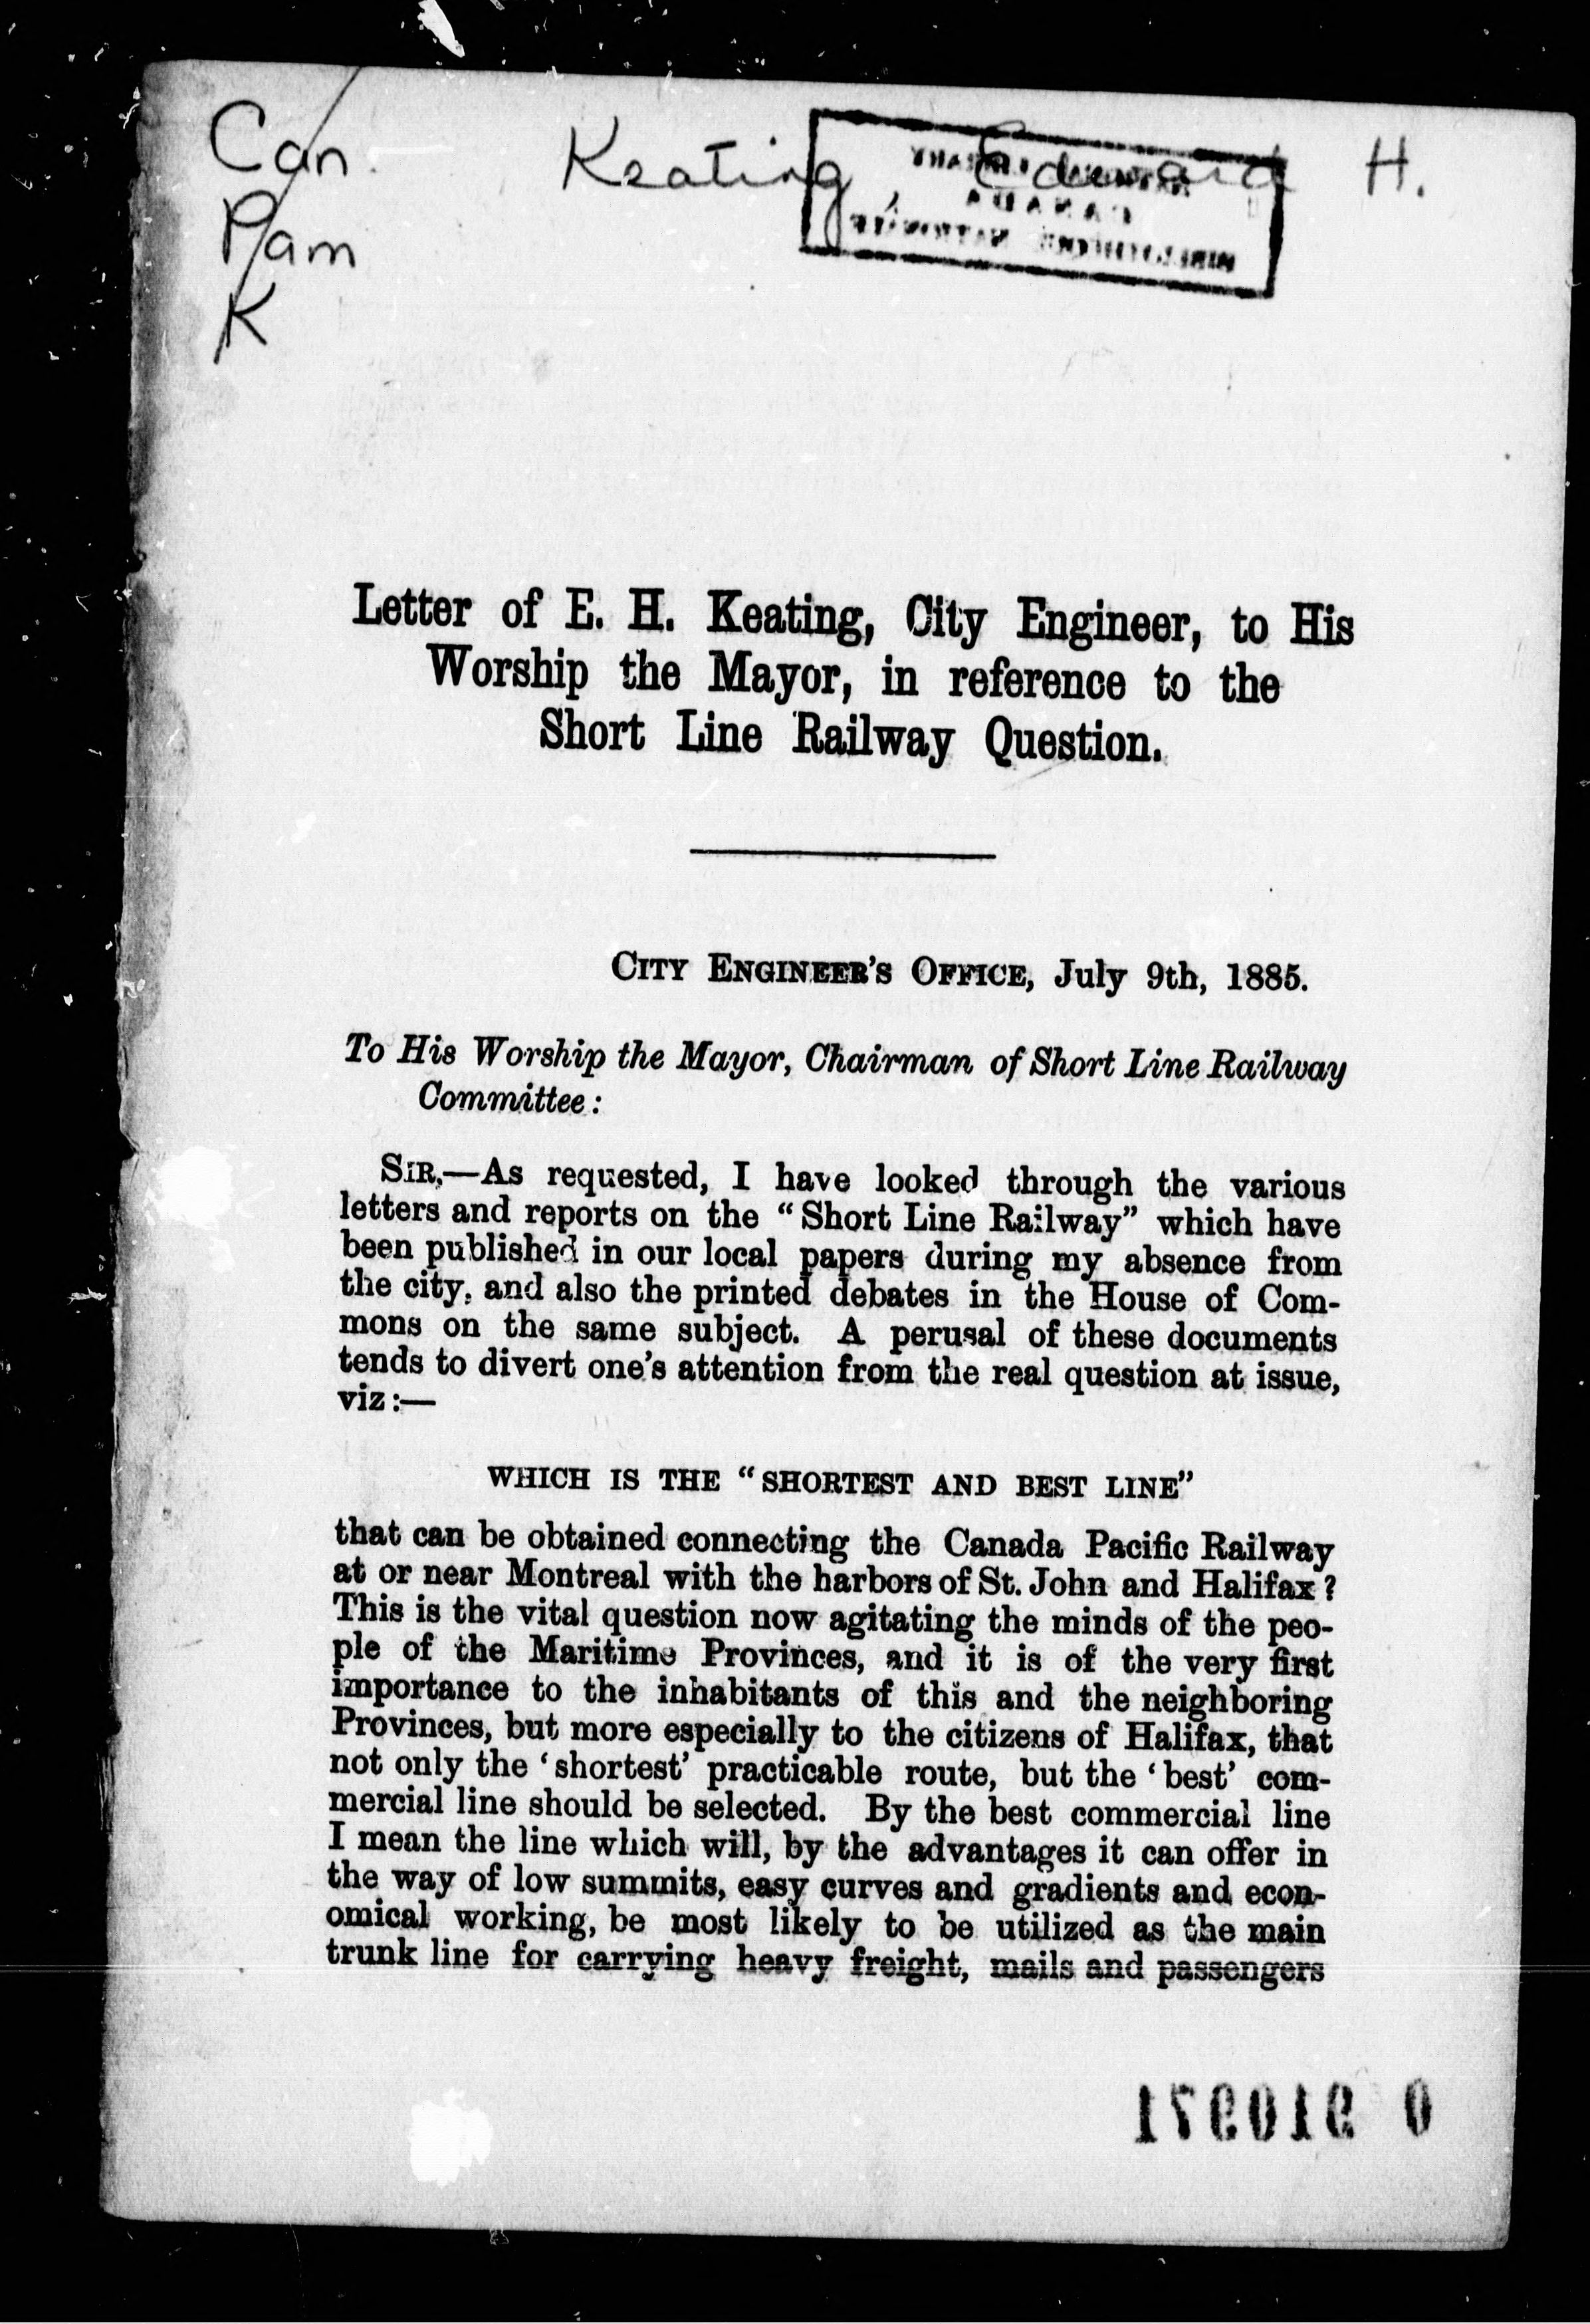 Can
Pam
K
Keating, Edward H.
NATIONAL LIBRARY
CANADA
BIBLIOTHEQUE NATIONALE
Letter of E. H. Keating, City Engineer, to His
Worship the Mayor, in reference to the
Short Line Railway Question.
CITY ENGINEER'S OFFICE, July 9th, 1885.
To His Worship the Mayor, Chairman of Short Line Railway
Committee:
SIR,—As requested, I have looked through the various
letters and reports on the "Short Line Railway" which have
been published in our local papers during my absence from
the city, and also the printed debates in the House of Com-
mons on the same subject. A perusal of these documents
tends to divert one's attention from the real question at issue,
viz:—
WHICH IS THE "SHORTEST AND BEST LINE"
that can be obtained connecting the Canada Pacific Railway
at or near Montreal with the harbors of St. John and Halifax?
This is the vital question now agitating the minds of the peo-
ple of the Maritime Provinces, and it is of the very first
importance to the inhabitants of this and the neighboring
Provinces, but more especially to the citizens of Halifax, that
not only the 'shortest' practicable route, but the 'best' com-
mercial line should be selected. By the best commercial line
I mean the line which will, by the advantages it can offer in
the way of low summits, easy curves and gradients and econ-
omical working, be most likely to be utilized as the main
trunk line for carrying heavy freight, mails and passengers